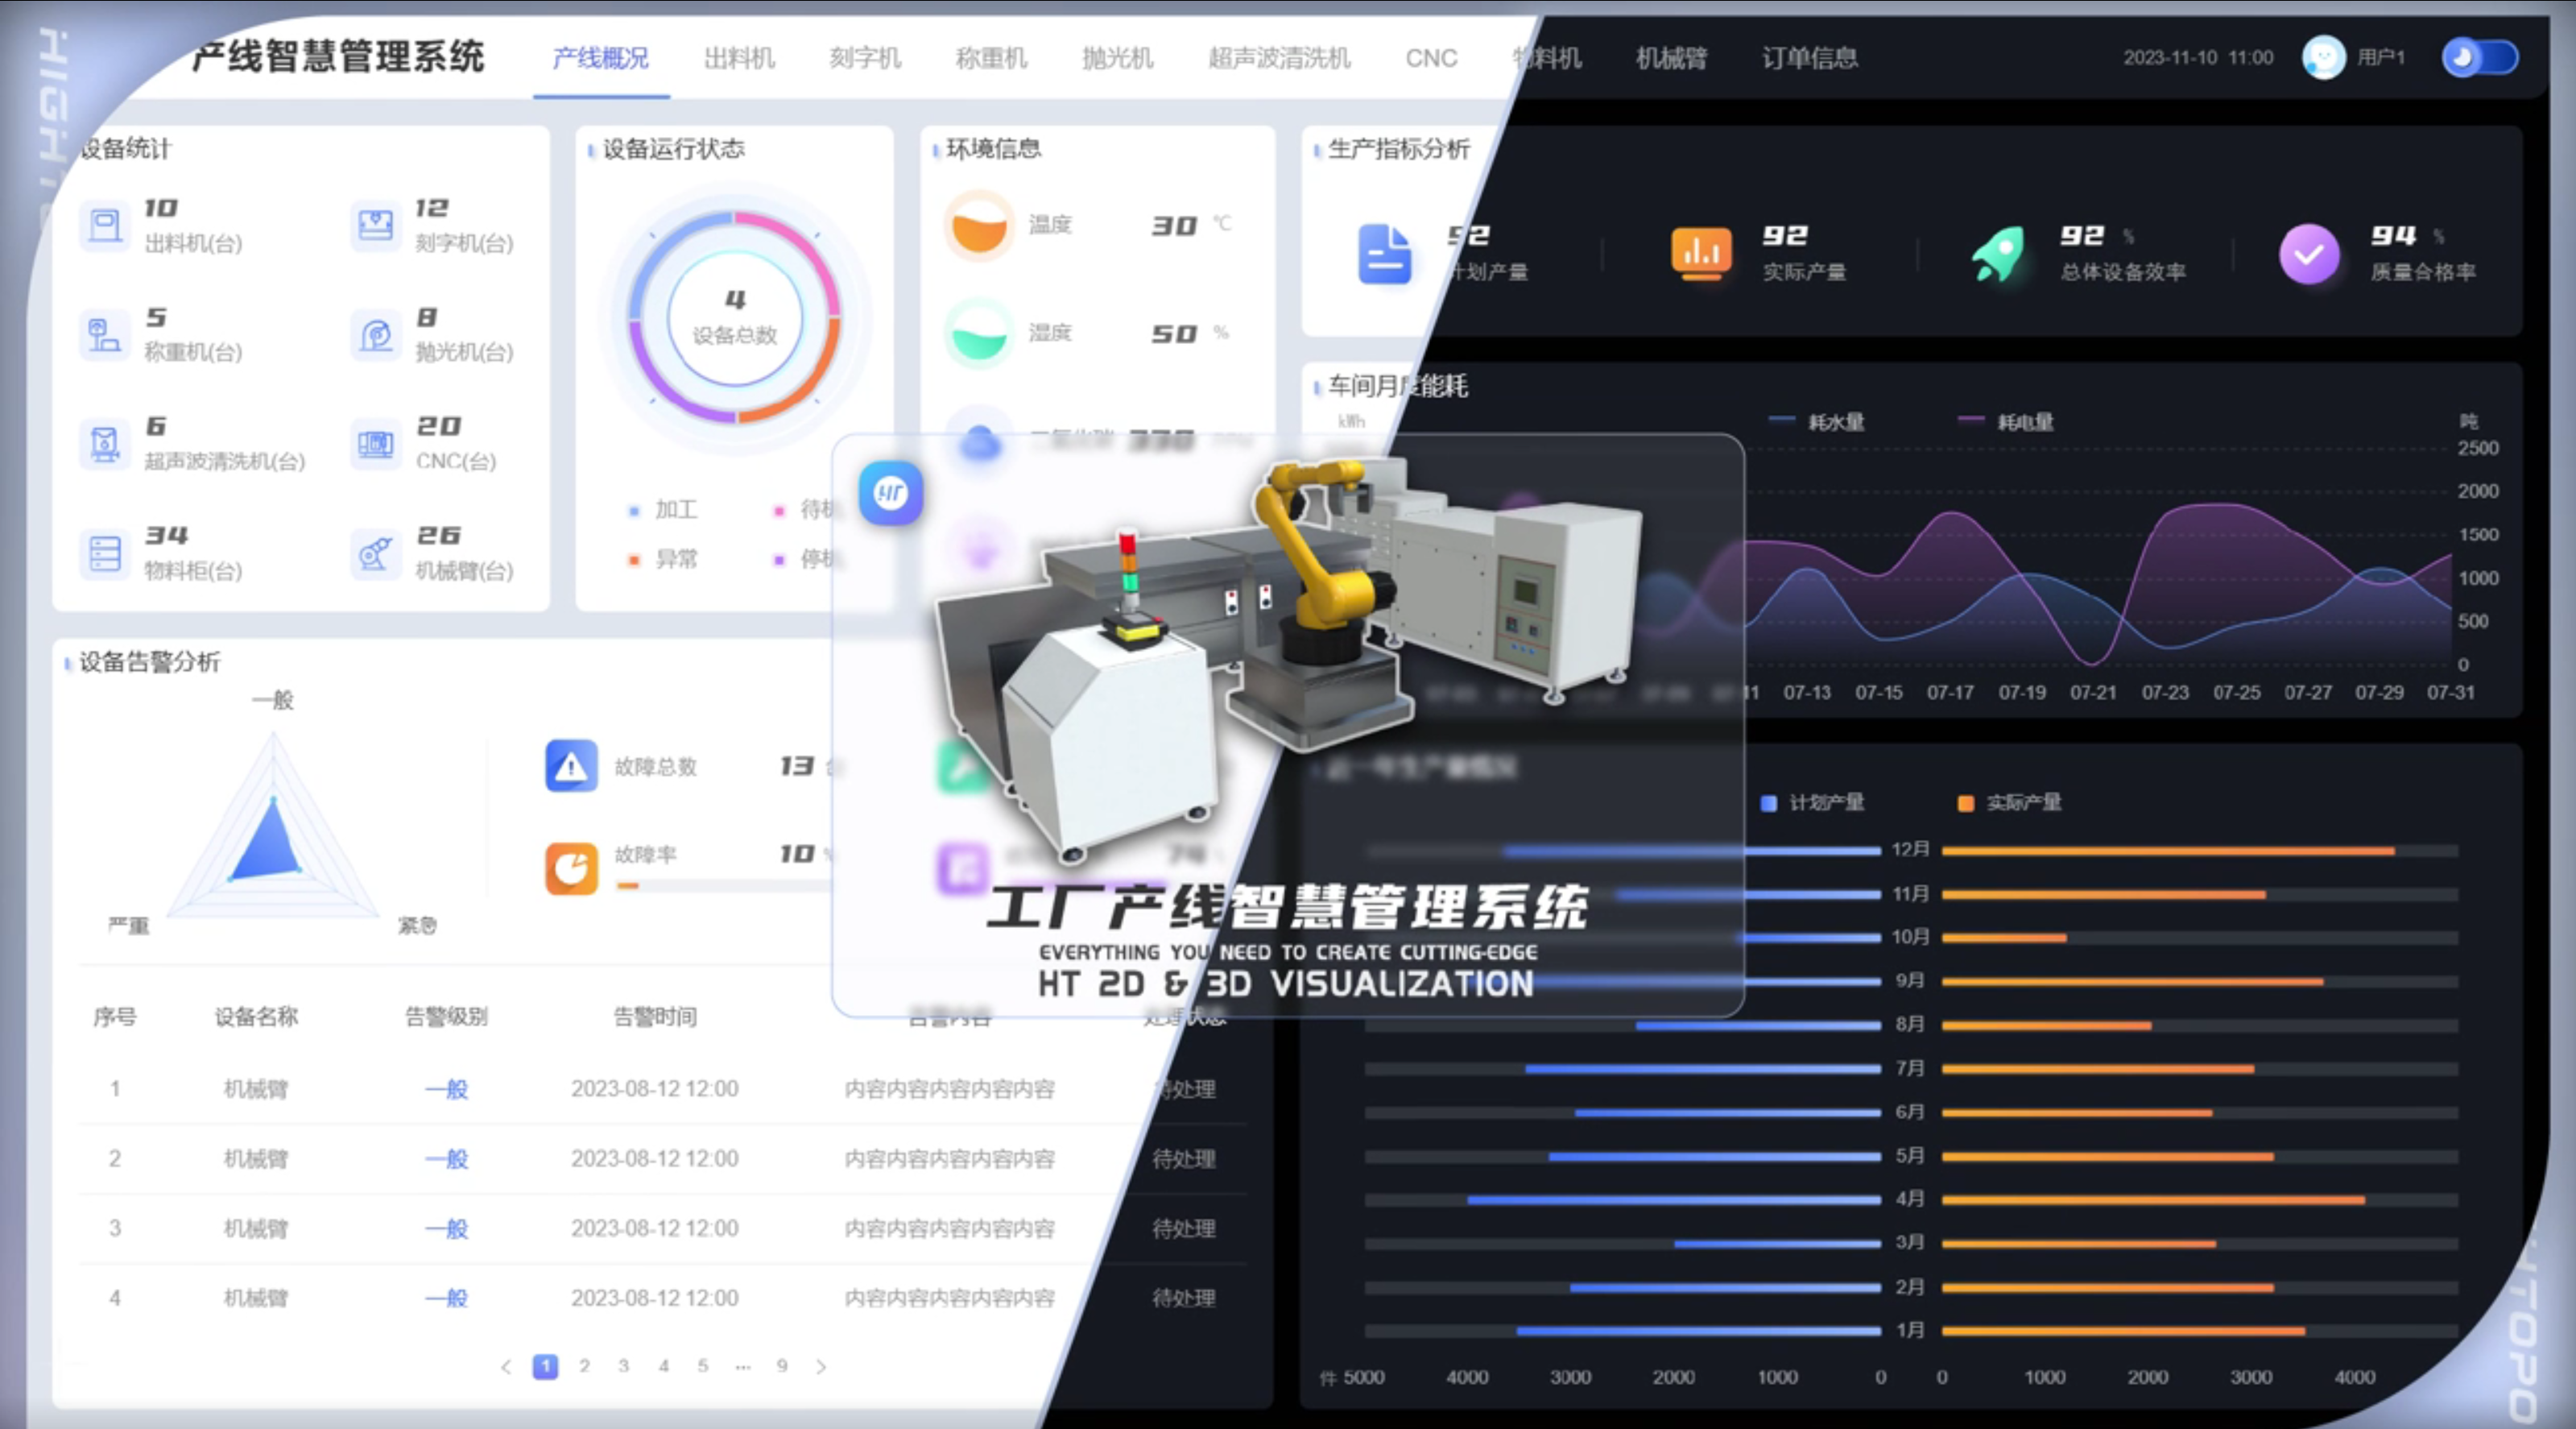 产线智慧管理系统
产线概况 出料机 刻字机 称重机 抛光机 超声波清洗机 CNC 物料机 机械臂 订单信息
2023-11-10 11:00 用户1
设备统计
10 出料机(台)
12 刻字机(台)
5 称重机(台)
8 抛光机(台)
6 超声波清洗机(台)
20 CNC(台)
34 物料柜(台)
26 机械臂(台)
设备运行状态
4
设备总数
加工 待机
异常 停机
环境信息
温度 30 ℃
湿度 50 %
生产指标分析
92 计划产量
92 实际产量
92 % 总体设备效率
94 % 质量合格率
车间月度能耗
kWh
耗水量 耗电量
吨
2500
2000
1500
1000
500
0
07-13 07-15 07-17 07-19 07-21 07-23 07-25 07-27 07-29 07-31
设备告警分析
一般
严重
紧急
故障总数 13
故障率 10 %
HT
工厂产线智慧管理系统
EVERYTHING YOU NEED TO CREATE CUTTING-EDGE
HT 2D & 3D VISUALIZATION
序号 设备名称 告警级别 告警时间 告警内容 处理状态
1 机械臂 一般 2023-08-12 12:00 内容内容内容内容内容 待处理
2 机械臂 一般 2023-08-12 12:00 内容内容内容内容内容 待处理
3 机械臂 一般 2023-08-12 12:00 内容内容内容内容内容 待处理
4 机械臂 一般 2023-08-12 12:00 内容内容内容内容内容 待处理
< 1 2 3 4 5 ··· 9 >
近一年生产量概况
计划产量 实际产量
12月
11月
10月
9月
8月
7月
6月
5月
4月
3月
2月
1月
件 5000 4000 3000 2000 1000 0 0 1000 2000 3000 4000